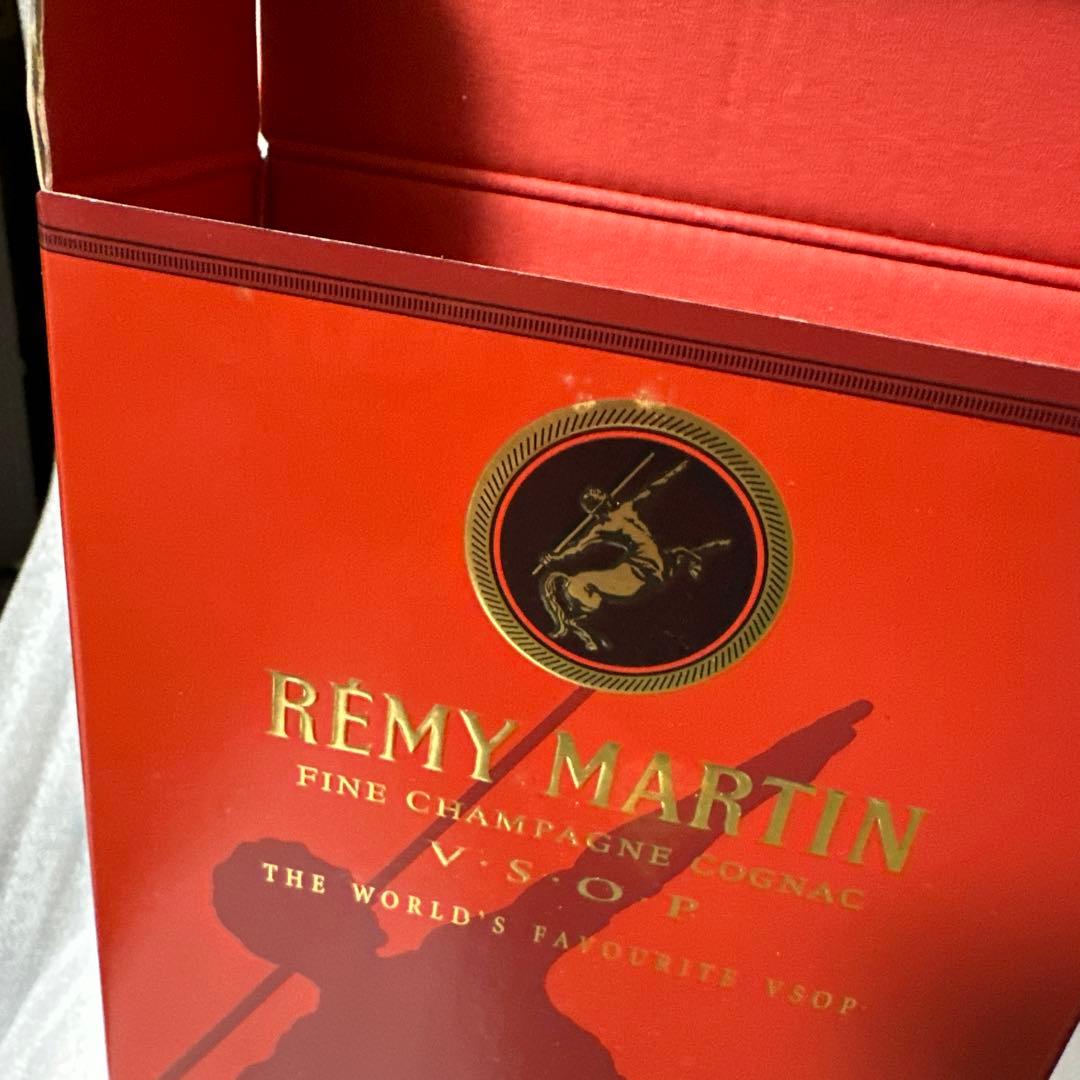 RÉMY MARTIN
FINE CHAMPAGNE COGNAC
V·S·O·P
THE WORLD'S FAVOURITE VSOP